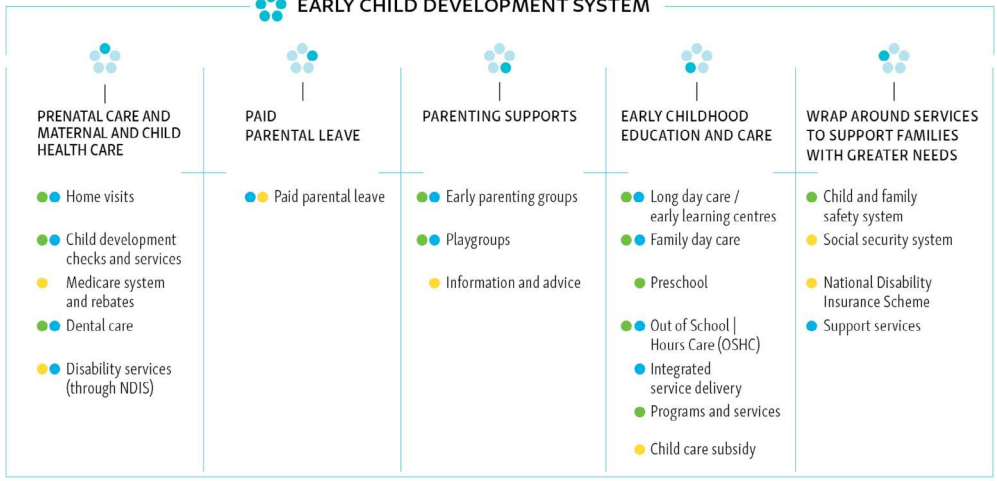 EARLY CHILD DEVELOPMENT SYSTEM
PRENATAL CARE AND
MATERNAL AND CHILD
HEALTH CARE
Home visits
Child development
checks and services
Medicare system
and rebates
Dental care
Disability services
(through NDIS)
PAID
PARENTAL LEAVE
Paid parental leave
PARENTING SUPPORTS
Early parenting groups
Playgroups
Information and advice
EARLY CHILDHOOD
EDUCATION AND CARE
Long day care /
early learning centres
Family day care
Preschool
Out of School |
Hours Care (OSHC)
Integrated
service delivery
Programs and services
Child care subsidy
WRAP AROUND SERVICES
TO SUPPORT FAMILIES
WITH GREATER NEEDS
Child and family
safety system
Social security system
National Disability
Insurance Scheme
Support services